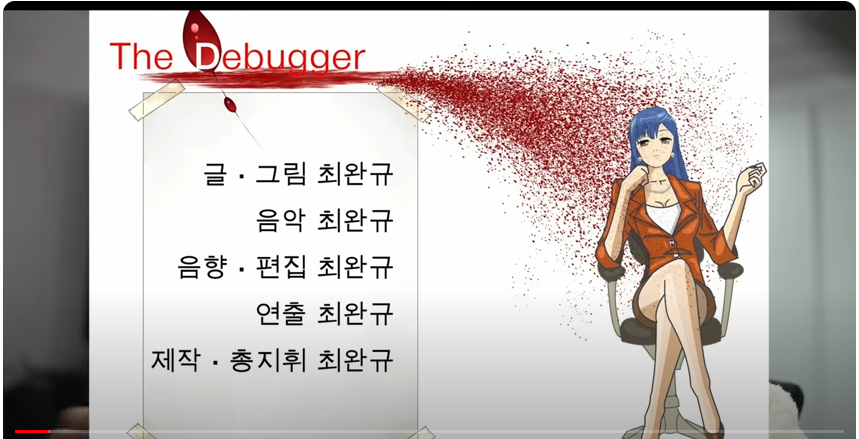 The Debugger
글 · 그림 최완규
음악 최완규
음향 · 편집 최완규
연출 최완규
제작 · 총지휘 최완규